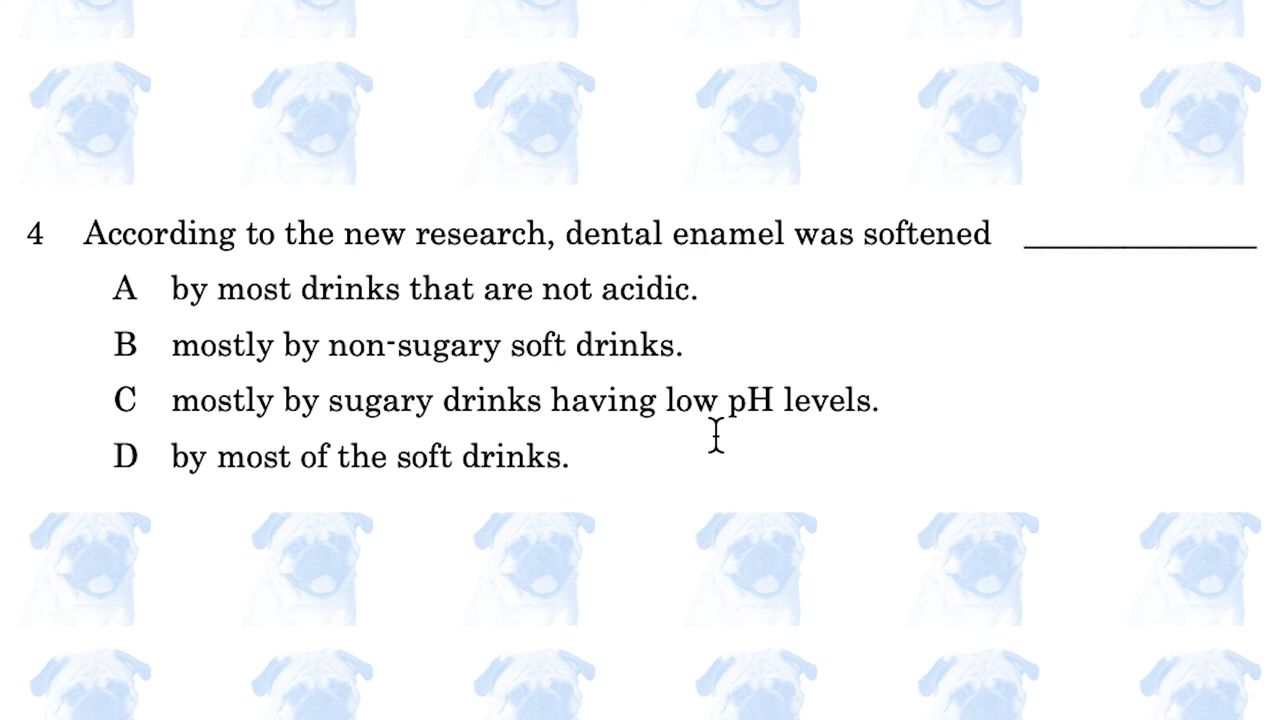 4 According to the new research, dental enamel was softened ______________
A by most drinks that are not acidic.
B mostly by non-sugary soft drinks.
C mostly by sugary drinks having low pH levels.
D by most of the soft drinks.